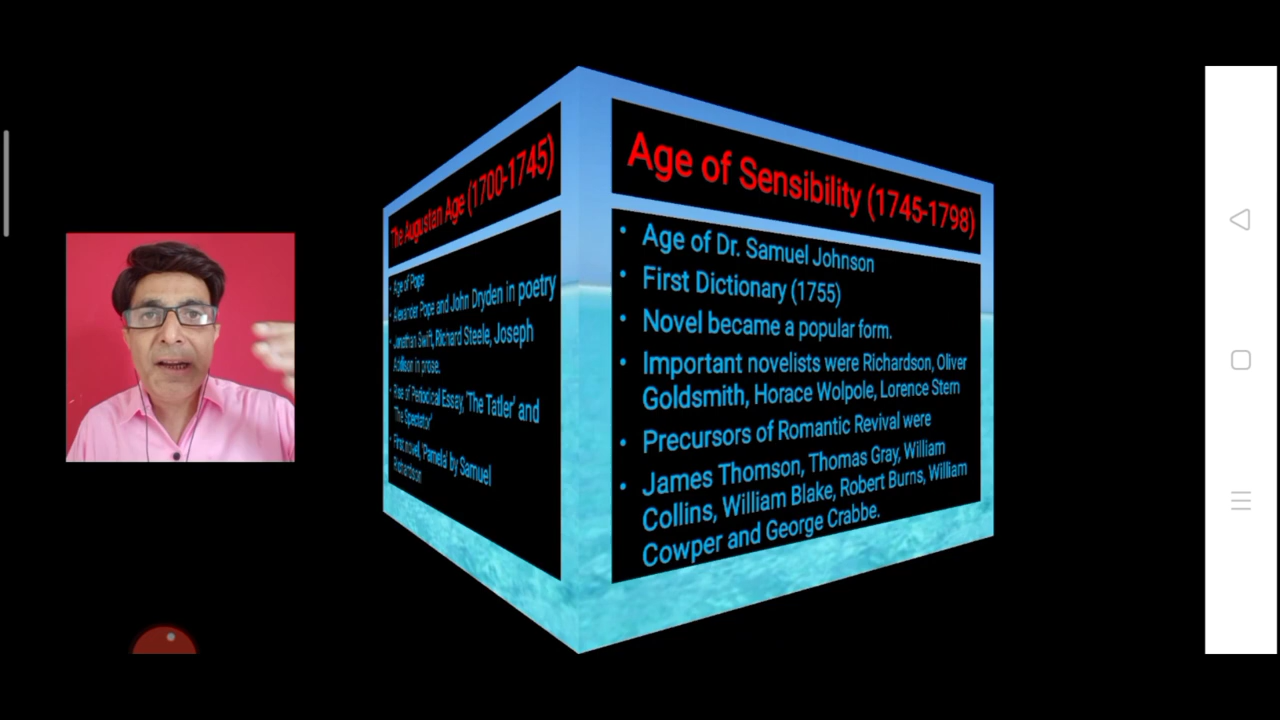 The Augustan Age (1700-1745)
• Age of Pope
• Alexander Pope and John Dryden in poetry
• Jonathan Swift, Richard Steele, Joseph
Addison in prose.
• Rise of Periodical Essay, 'The Tatler' and
'The Spectator'
• First novel, 'Pamela' by Samuel
Richardson
Age of Sensibility (1745-1798)
• Age of Dr. Samuel Johnson
• First Dictionary (1755)
• Novel became a popular form.
• Important novelists were Richardson, Oliver
Goldsmith, Horace Wolpole, Lorence Stern
• Precursors of Romantic Revival were
• James Thomson, Thomas Gray, William
Collins, William Blake, Robert Burns, William
Cowper and George Crabbe.